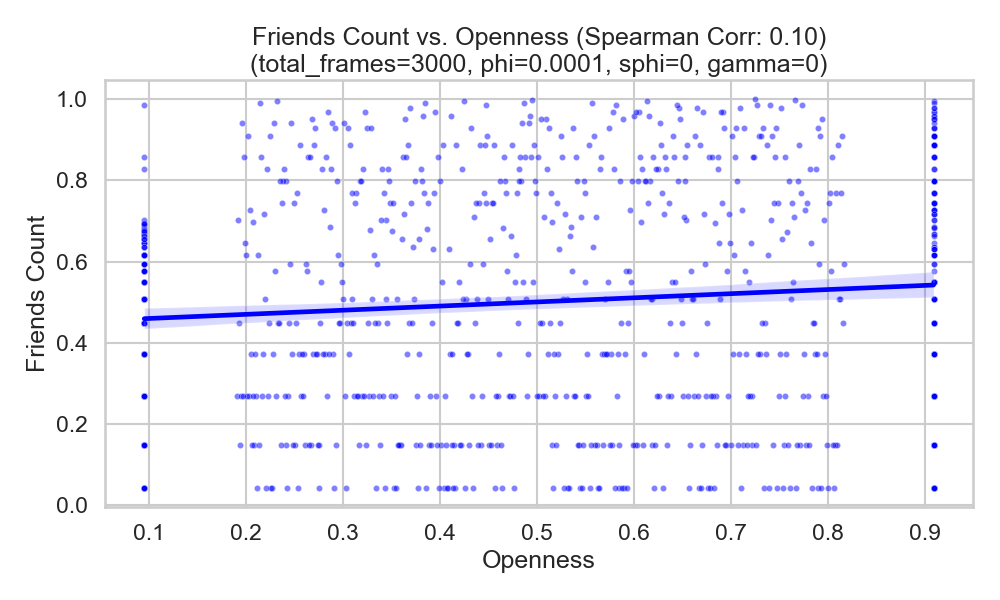 Friends Count vs. Openness (Spearman Corr: 0.10)
(total_frames=3000, phi=0.0001, sphi=0, gamma=0)
1.0
0.8
0.6
0.4
0.2
0.0
Friends Count
0.1 0.2 0.3 0.4 0.5 0.6 0.7 0.8 0.9
Openness